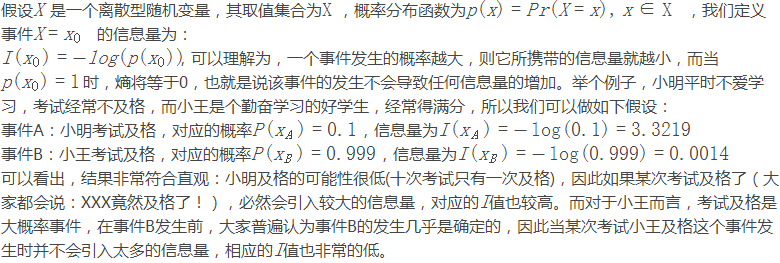 假设X 是一个离散型随机变量，其取值集合为X ，概率分布函数为p(x) = Pr(X = x), x ∈ X ，我们定义
事件X = x₀ 的信息量为：
I(x₀) = −log(p(x₀))，可以理解为，一个事件发生的概率越大，则它所携带的信息量就越小，而当
p(x₀) = 1时，熵将等于0，也就是说该事件的发生不会导致任何信息量的增加。举个例子，小明平时不爱学
习，考试经常不及格，而小王是个勤奋学习的好学生，经常得满分，所以我们可以做如下假设：
事件A：小明考试及格，对应的概率P(x_A) = 0.1，信息量为I(x_A) = −log(0.1) = 3.3219
事件B：小王考试及格，对应的概率P(x_B) = 0.999，信息量为I(x_B) = −log(0.999) = 0.0014
可以看出，结果非常符合直观：小明及格的可能性很低(十次考试只有一次及格)，因此如果某次考试及格了（大
家都会说：XXX竟然及格了！），必然会引入较大的信息量，对应的I值也较高。而对于小王而言，考试及格是
大概率事件，在事件B发生前，大家普遍认为事件B的发生几乎是确定的，因此当某次考试小王及格这个事件发
生时并不会引入太多的信息量，相应的I值也非常的低。